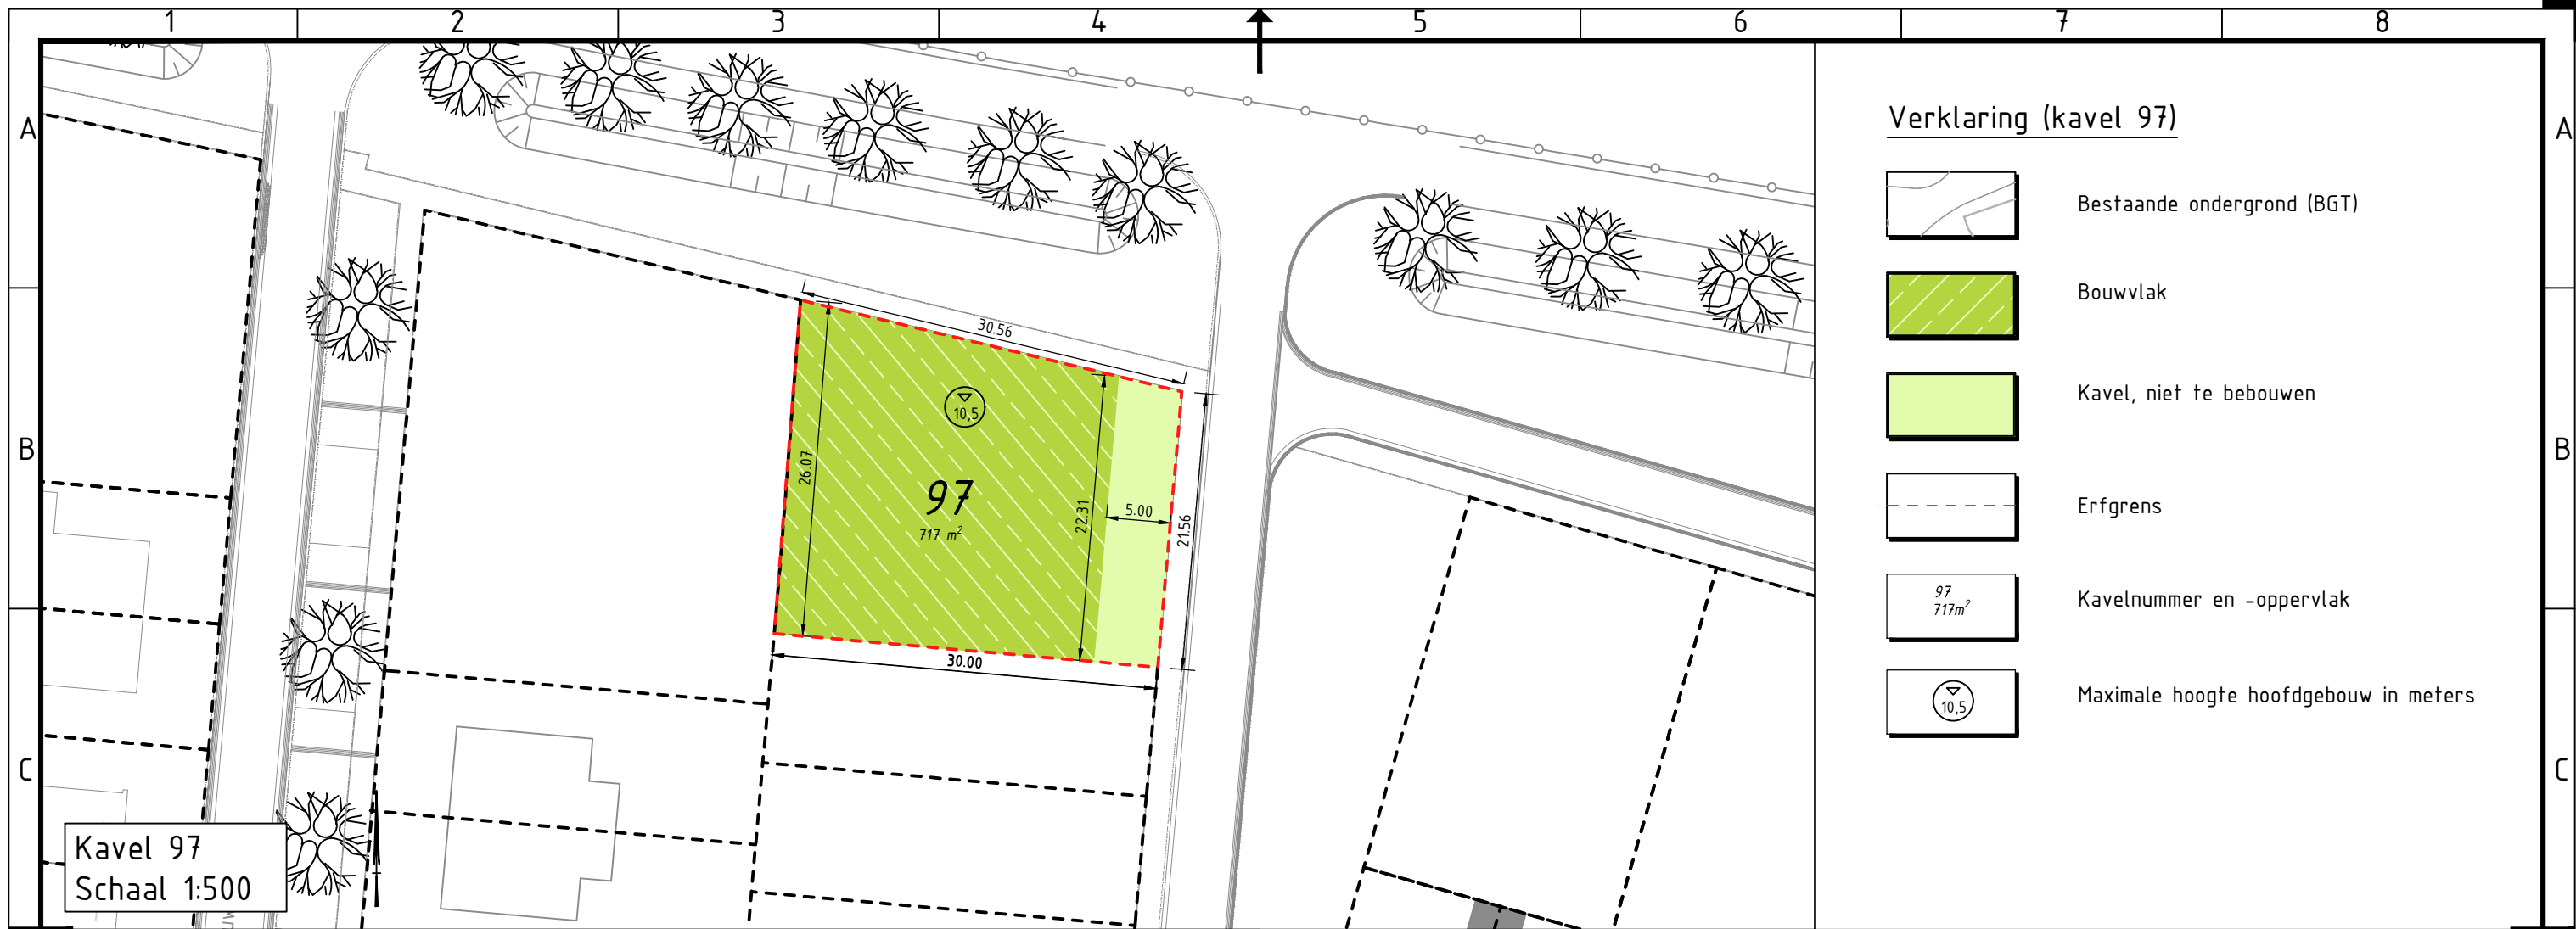 1 2 3 4 5 6 7 8
A A
B B
C C
Verklaring (kavel 97)
Bestaande ondergrond (BGT)
Bouwvlak
Kavel, niet te bebouwen
Erfgrens
97
717m²
Kavelnummer en -oppervlak
10,5
Maximale hoogte hoofdgebouw in meters
30.56
10,5
26.07
97
717 m²
22.31
5.00
21.56
30.00
Kavel 97
Schaal 1:500